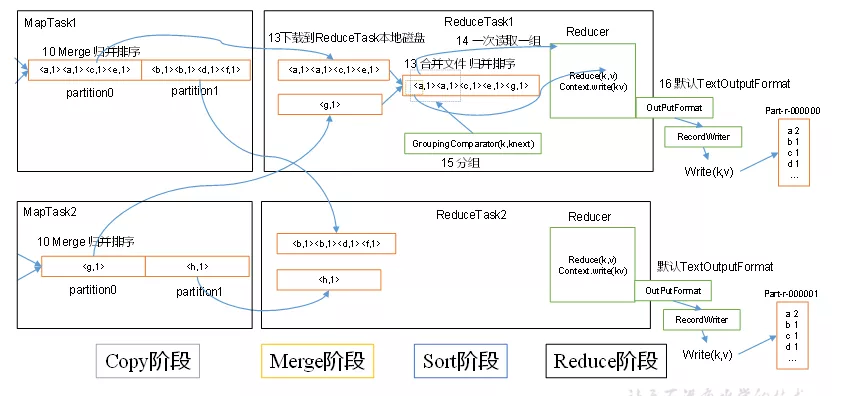 MapTask1
10 Merge 归并排序
<a,1><a,1><c,1><e,1>
<b,1><b,1><d,1><f,1>
partition0
partition1
ReduceTask1
13下载到ReduceTask本地磁盘
<a,1><a,1><c,1><e,1>
<g,1>
14 一次读取一组
13 合并文件 归并排序
<a,1><a,1><c,1><e,1><g,1>
GroupingComparator(k,knext)
15 分组
Reducer
Reduce(k,v)
Context.write(kv)
16 默认TextOutputFormat
OutPutFormat
RecordWriter
Write(k,v)
Part-r-000000
a 2
b 1
c 1
d 1
...
MapTask2
10 Merge 归并排序
<g,1>
<h,1>
partition0
partition1
ReduceTask2
<b,1><b,1><d,1><f,1>
<h,1>
Reducer
Reduce(k,v)
Context.write(kv)
默认TextOutputFormat
OutPutFormat
RecordWriter
Write(k,v)
Part-r-000001
a 2
b 1
c 1
d 1
...
Copy阶段
Merge阶段
Sort阶段
Reduce阶段